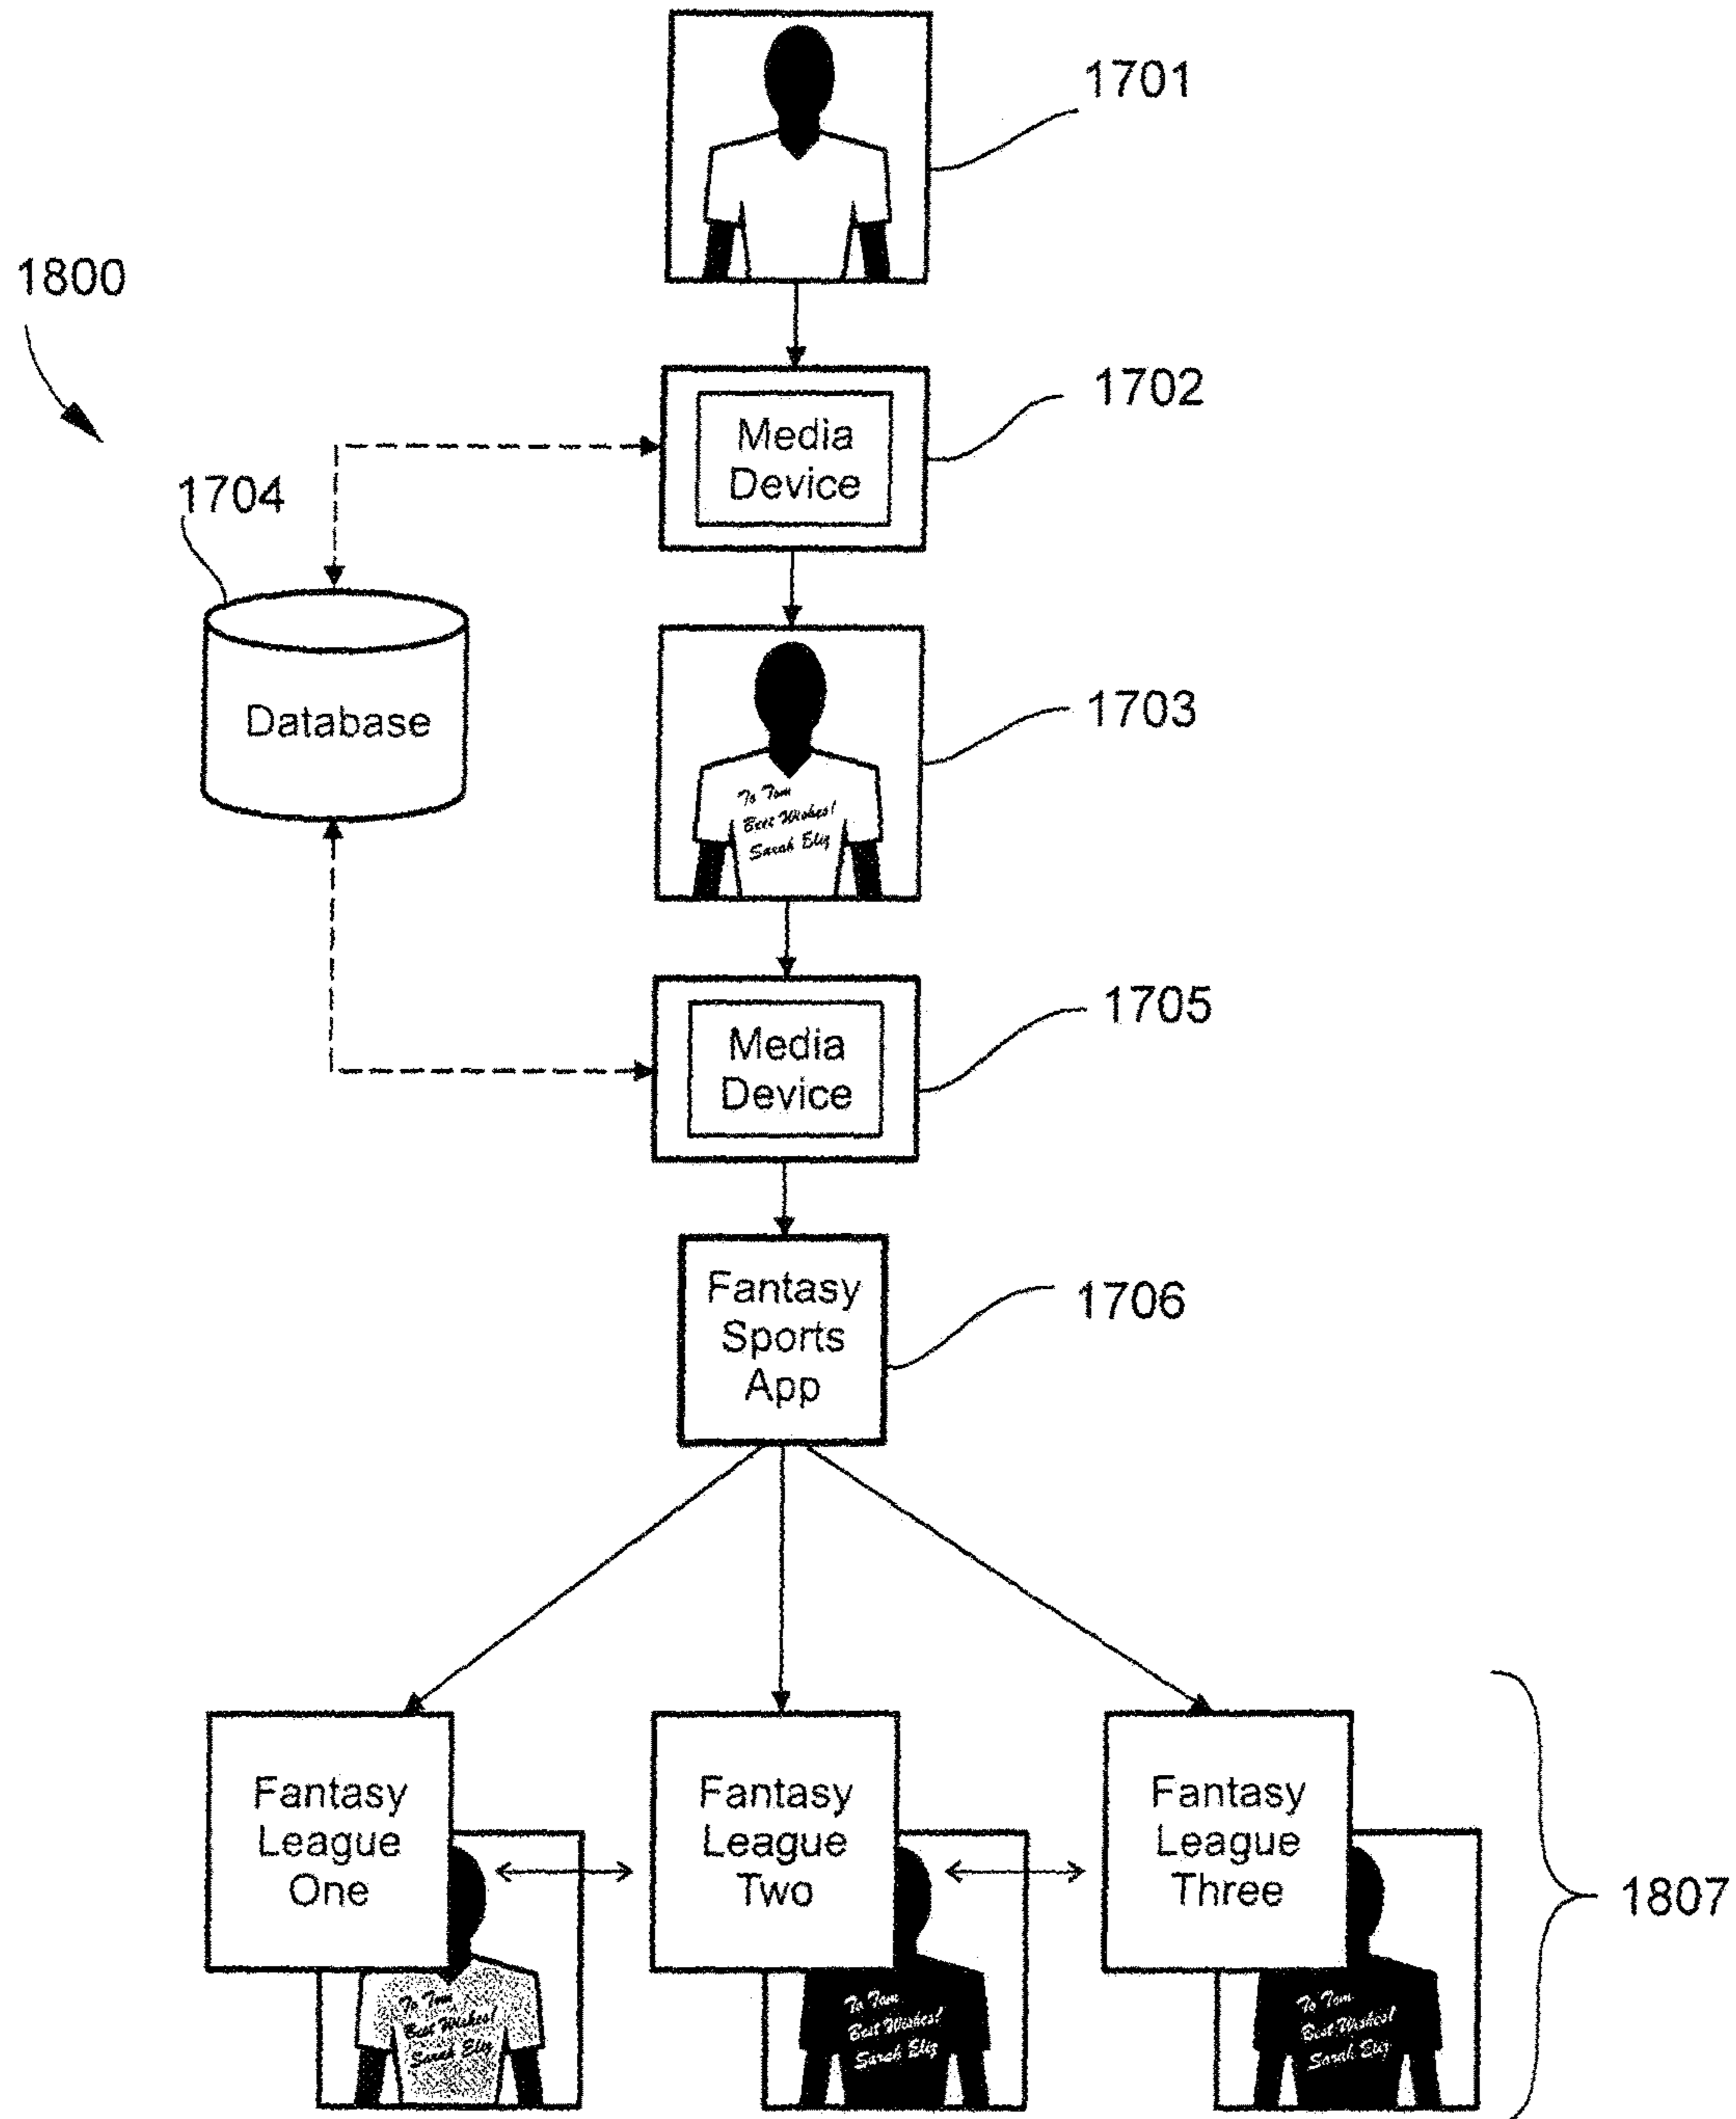 1701
1800
1702
Media
Device
1704
Database
1703
To Tom
Best Wishes!
Sarah Eliz
1705
Media
Device
1706
Fantasy
Sports
App
Fantasy
League
One
Fantasy
League
Two
Fantasy
League
Three
1807
To Tom
Best Wishes!
Sarah Eliz
To Tom
Best Wishes!
Sarah Eliz
To Tom
Best Wishes!
Sarah Eliz